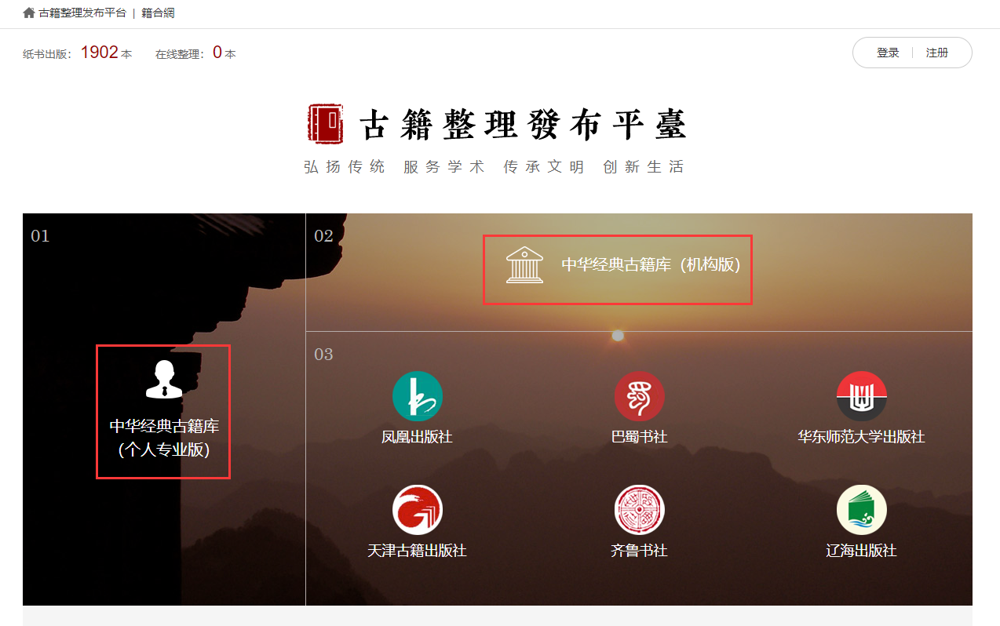 古籍整理发布平台 | 籍合網
纸书出版: 1902 本 在线整理: 0 本
登录 | 注册
古籍整理發布平臺
弘扬传统 服务学术 传承文明 创新生活
01
中华经典古籍库
（个人专业版）
02
中华经典古籍库（机构版）
03
凤凰出版社
巴蜀书社
华东师范大学出版社
天津古籍出版社
齐鲁书社
辽海出版社